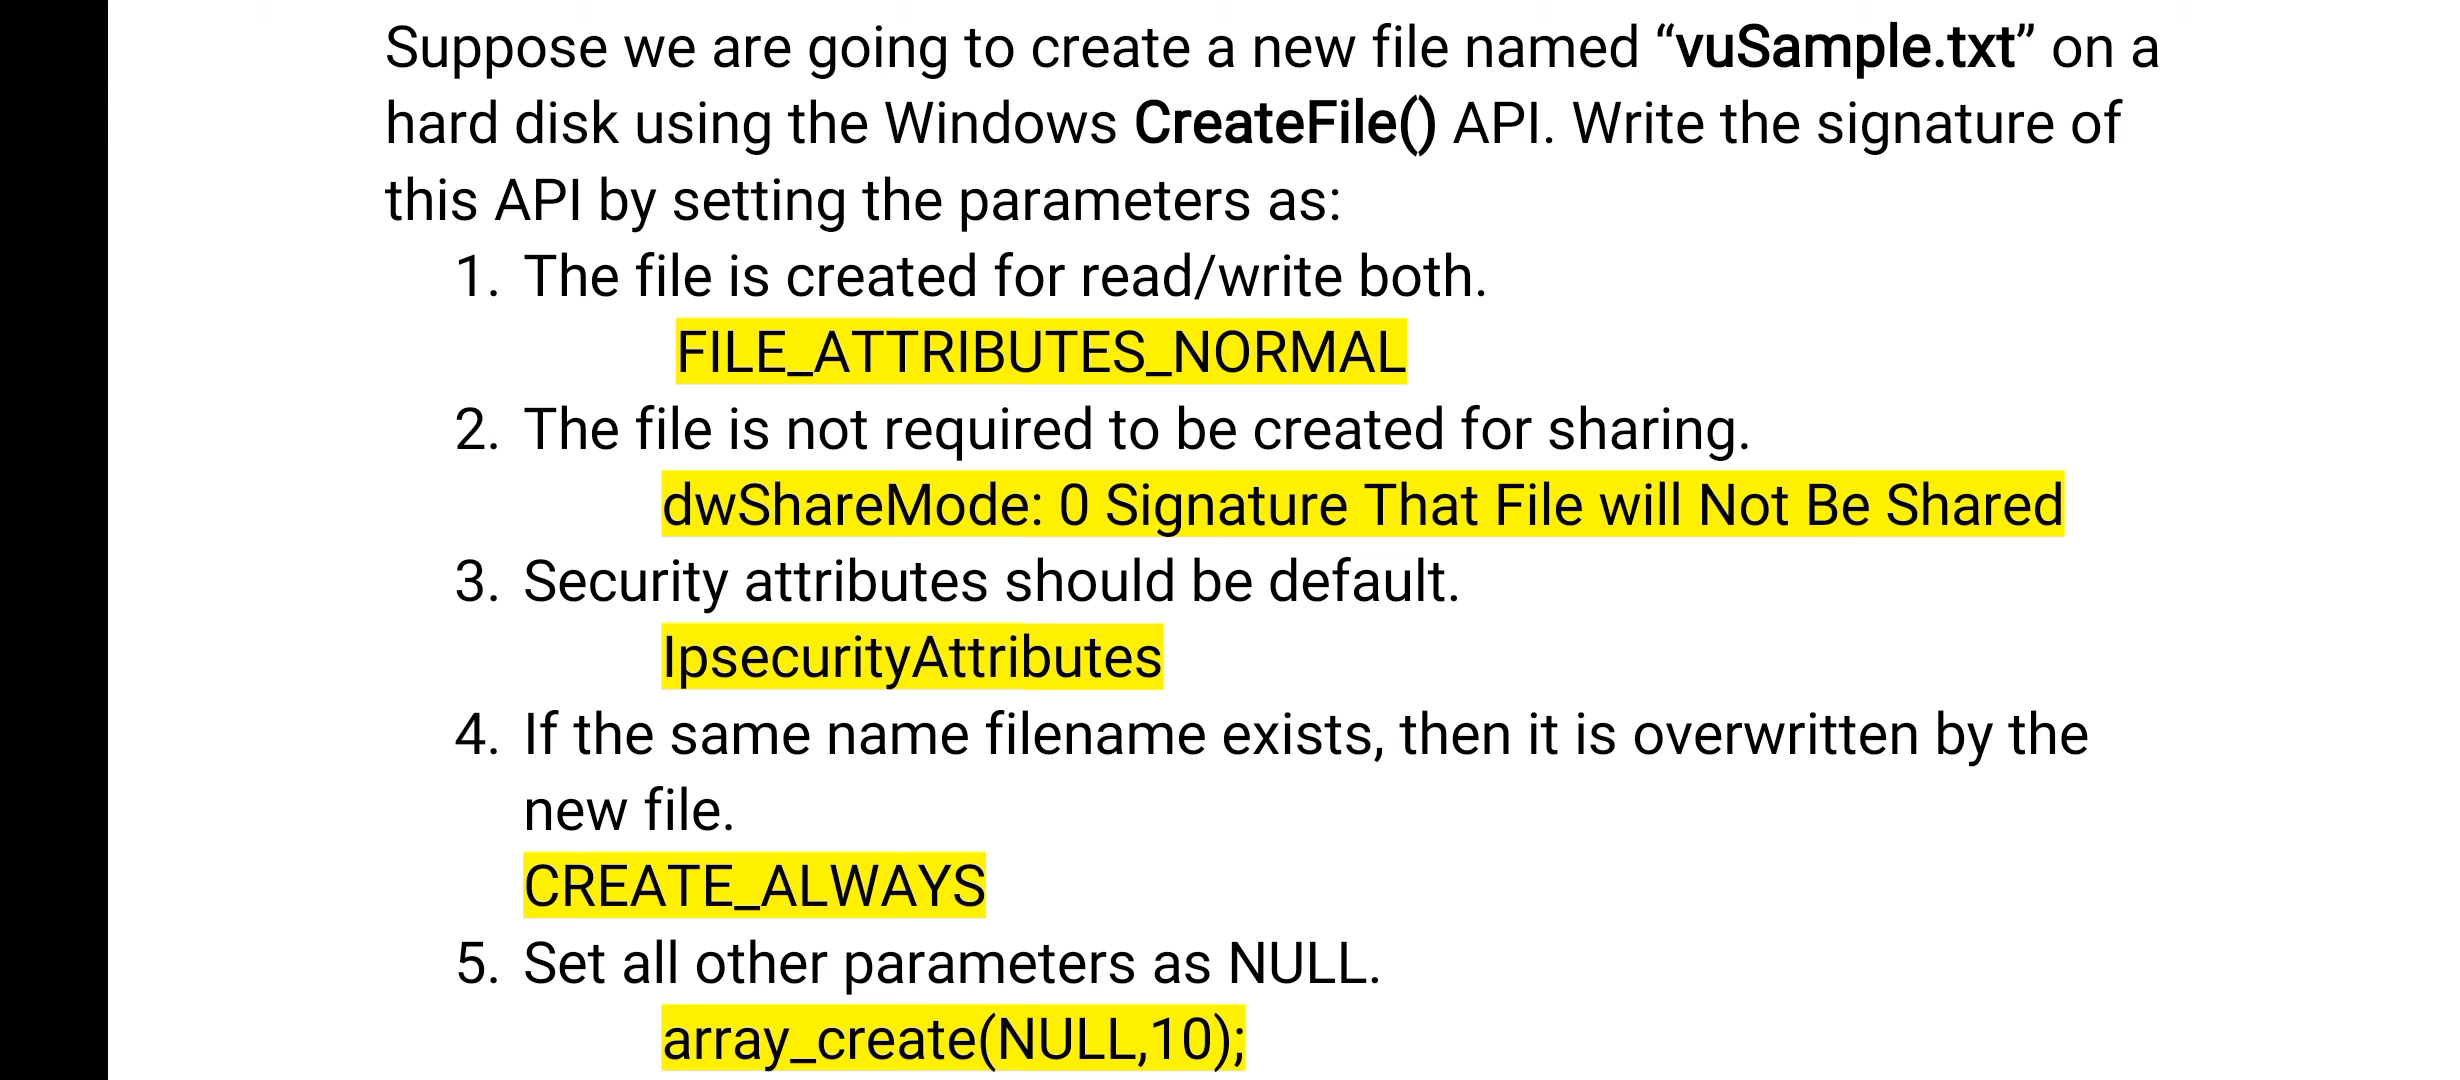 Suppose we are going to create a new file named “vuSample.txt” on a
hard disk using the Windows CreateFile() API. Write the signature of
this API by setting the parameters as:
1. The file is created for read/write both.
FILE_ATTRIBUTES_NORMAL
2. The file is not required to be created for sharing.
dwShareMode: 0 Signature That File will Not Be Shared
3. Security attributes should be default.
IpsecurityAttributes
4. If the same name filename exists, then it is overwritten by the
new file.
CREATE_ALWAYS
5. Set all other parameters as NULL.
array_create(NULL,10);